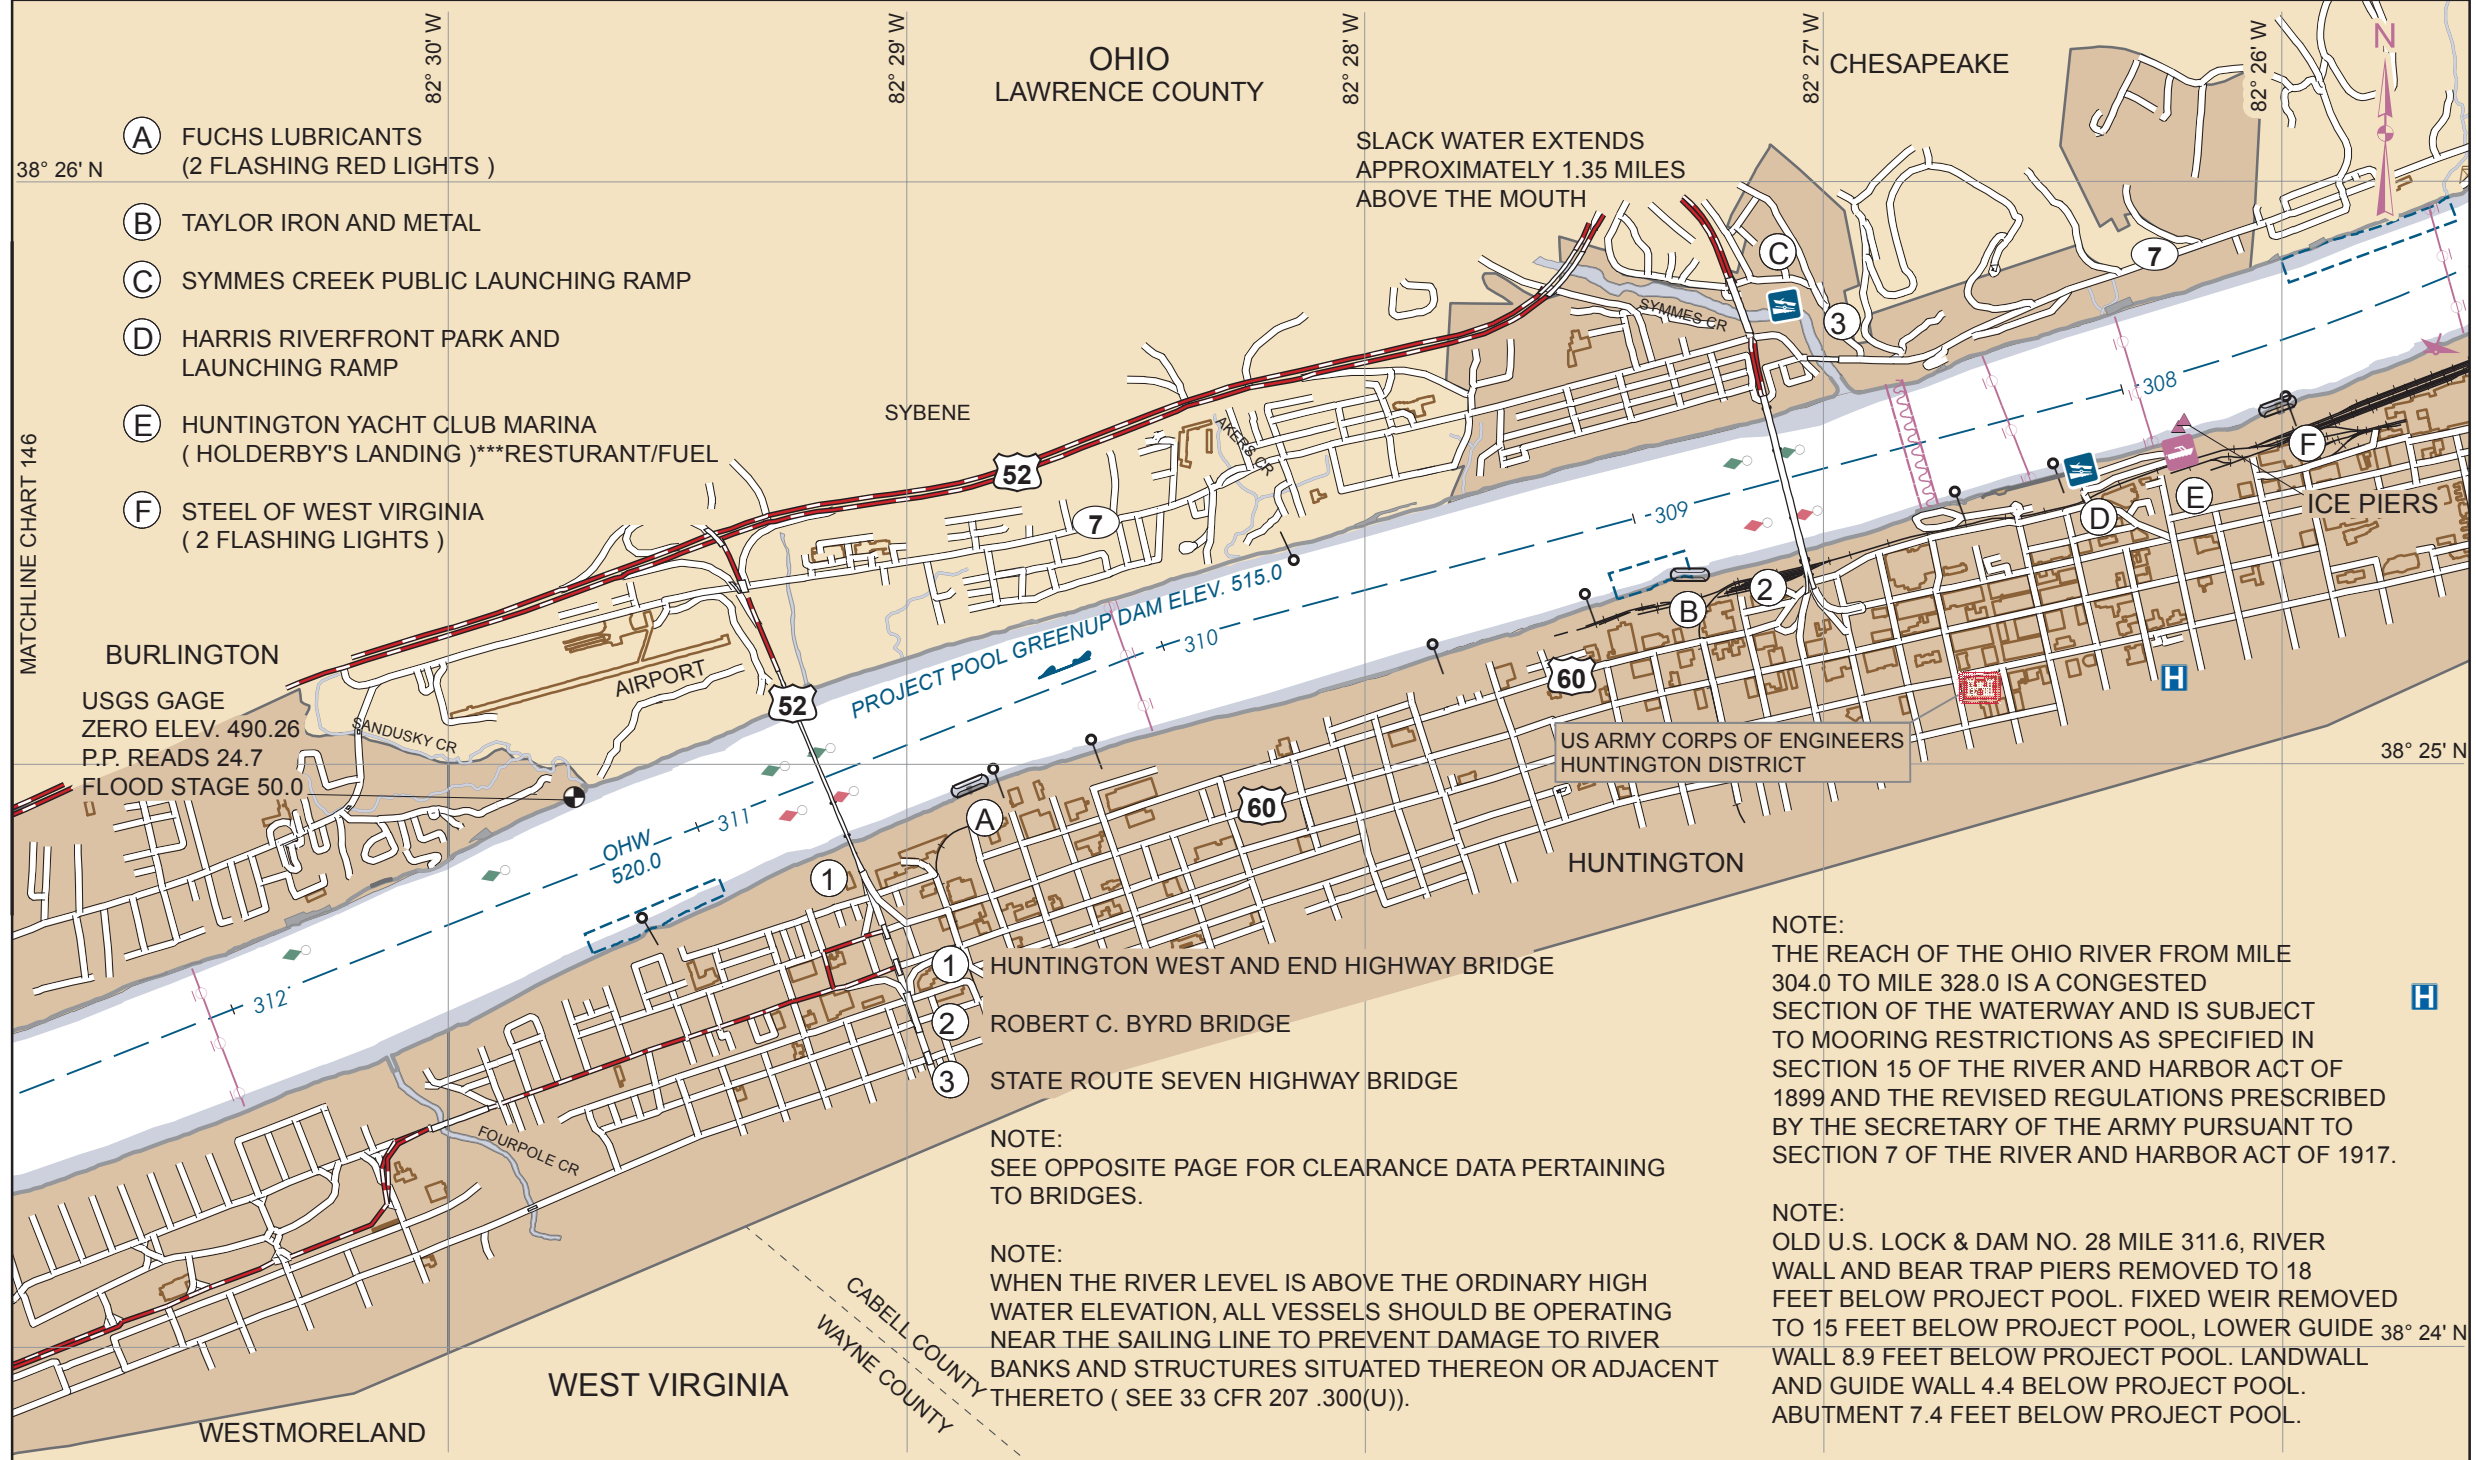 82° 30' W
82° 29' W
82° 28' W
82° 27' W
82° 26' W
N
OHIO
LAWRENCE COUNTY
CHESAPEAKE
38° 26' N
A FUCHS LUBRICANTS
(2 FLASHING RED LIGHTS )
B TAYLOR IRON AND METAL
C SYMMES CREEK PUBLIC LAUNCHING RAMP
D HARRIS RIVERFRONT PARK AND
LAUNCHING RAMP
E HUNTINGTON YACHT CLUB MARINA
( HOLDERBY'S LANDING )***RESTURANT/FUEL
F STEEL OF WEST VIRGINIA
( 2 FLASHING LIGHTS )
SLACK WATER EXTENDS
APPROXIMATELY 1.35 MILES
ABOVE THE MOUTH
C
7
SYMMES CR
3
308
SYBENE
AKERS CR
52
7
309
F
E
D
ICE PIERS
MATCHLINE CHART 146
PROJECT POOL GREENUP DAM ELEV. 515.0
310
B
2
60
H
BURLINGTON
AIRPORT
52
USGS GAGE
ZERO ELEV. 490.26
P.P. READS 24.7
FLOOD STAGE 50.0
SANDUSKY CR
US ARMY CORPS OF ENGINEERS
HUNTINGTON DISTRICT
38° 25' N
60
A
311
OHW
520.0
1
HUNTINGTON
312
1 HUNTINGTON WEST AND END HIGHWAY BRIDGE
2 ROBERT C. BYRD BRIDGE
3 STATE ROUTE SEVEN HIGHWAY BRIDGE
H
NOTE:
THE REACH OF THE OHIO RIVER FROM MILE
304.0 TO MILE 328.0 IS A CONGESTED
SECTION OF THE WATERWAY AND IS SUBJECT
TO MOORING RESTRICTIONS AS SPECIFIED IN
SECTION 15 OF THE RIVER AND HARBOR ACT OF
1899 AND THE REVISED REGULATIONS PRESCRIBED
BY THE SECRETARY OF THE ARMY PURSUANT TO
SECTION 7 OF THE RIVER AND HARBOR ACT OF 1917.
FOURPOLE CR
NOTE:
SEE OPPOSITE PAGE FOR CLEARANCE DATA PERTAINING
TO BRIDGES.
NOTE:
WHEN THE RIVER LEVEL IS ABOVE THE ORDINARY HIGH
WATER ELEVATION, ALL VESSELS SHOULD BE OPERATING
NEAR THE SAILING LINE TO PREVENT DAMAGE TO RIVER
BANKS AND STRUCTURES SITUATED THEREON OR ADJACENT
THERETO ( SEE 33 CFR 207 .300(U)).
NOTE:
OLD U.S. LOCK & DAM NO. 28 MILE 311.6, RIVER
WALL AND BEAR TRAP PIERS REMOVED TO 18
FEET BELOW PROJECT POOL. FIXED WEIR REMOVED
TO 15 FEET BELOW PROJECT POOL, LOWER GUIDE
WALL 8.9 FEET BELOW PROJECT POOL. LANDWALL
AND GUIDE WALL 4.4 BELOW PROJECT POOL.
ABUTMENT 7.4 FEET BELOW PROJECT POOL.
38° 24' N
CABELL COUNTY
WAYNE COUNTY
WEST VIRGINIA
WESTMORELAND